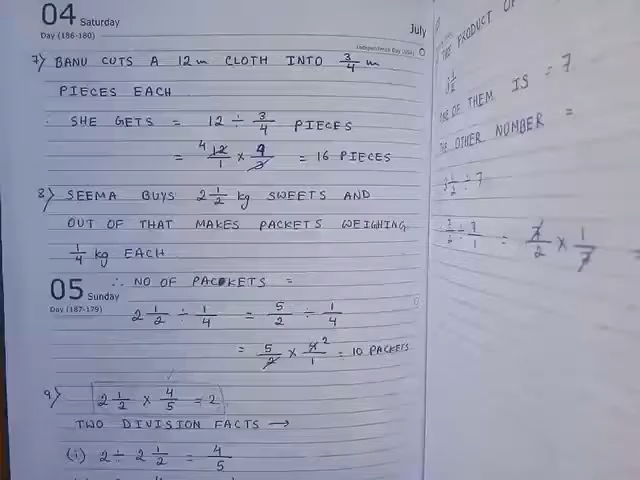 04 Saturday
Day (186-180)
July
Independence Day (USA)
7) BANU CUTS A 12 m CLOTH INTO 3/4 m
PIECES EACH
∴ SHE GETS = 12 ÷ 3/4 PIECES
= 4 12/1 × 4/3 = 16 PIECES
8) SEEMA BUYS 2 1/2 kg SWEETS AND
OUT OF THAT MAKES PACKETS WEIGHING
1/4 kg EACH
∴ NO OF PACKETS =
05 Sunday
Day (187-179)
2 1/2 ÷ 1/4 = 5/2 ÷ 1/4
= 5/2 × 4 2/1 = 10 PACKETS
9) 2 1/2 × 4/5 = 2
TWO DIVISION FACTS →
(i) 2 ÷ 2 1/2 = 4/5
THE PRODUCT OF
3 1/2
OF THEM IS = 7
THE OTHER NUMBER =
3 1/2 ÷ 7
7/2 ÷ 7/1 = 7/2 × 1/7 =